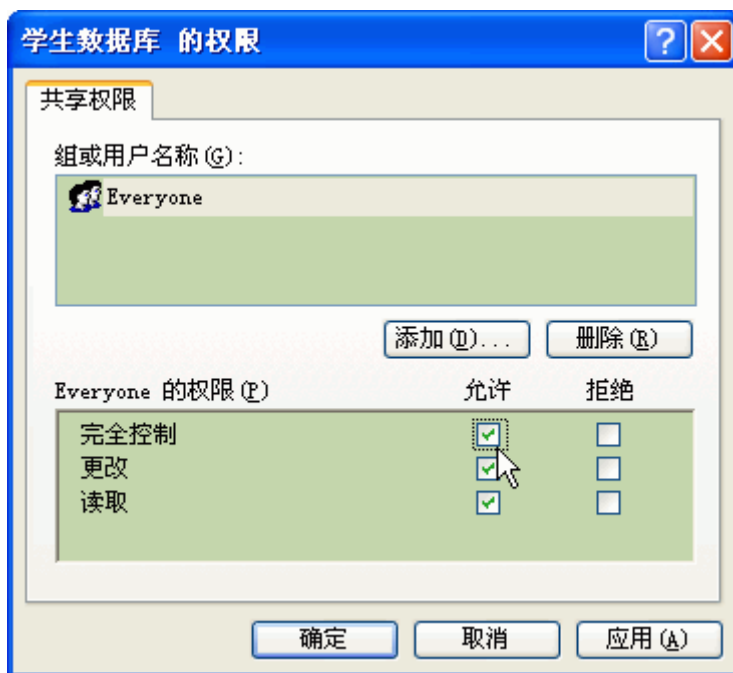 学生数据库 的权限
共享权限
组或用户名称(G):
Everyone
添加(D)... 删除(R)
Everyone 的权限(P) 允许 拒绝
完全控制
更改
读取
确定 取消 应用(A)